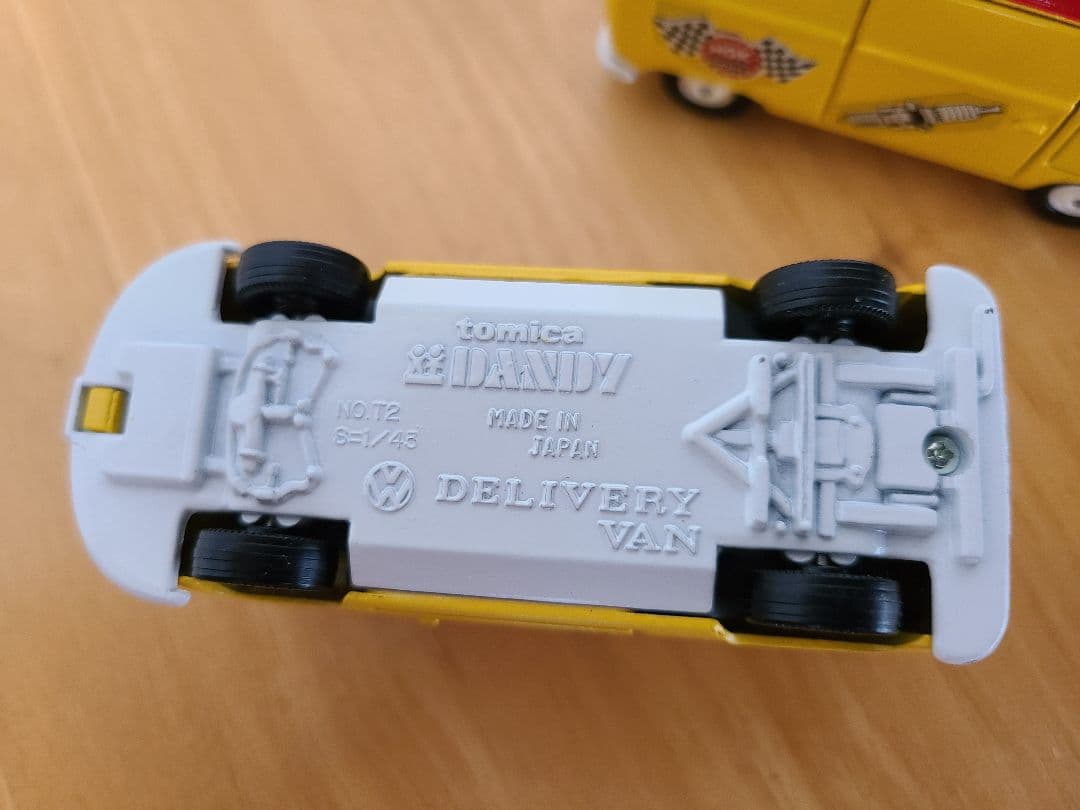 tomica
DANDY
NO.T2
S=1/43
MADE IN
JAPAN
DELIVERY
VAN